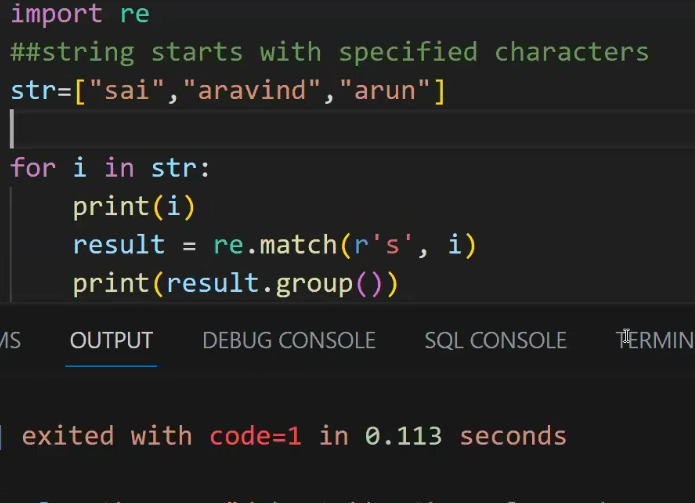 import re
##string starts with specified characters
str=["sai","aravind","arun"]
for i in str:
print(i)
result = re.match(r's', i)
print(result.group())
MS OUTPUT DEBUG CONSOLE SQL CONSOLE TERMIN
] exited with code=1 in 0.113 seconds